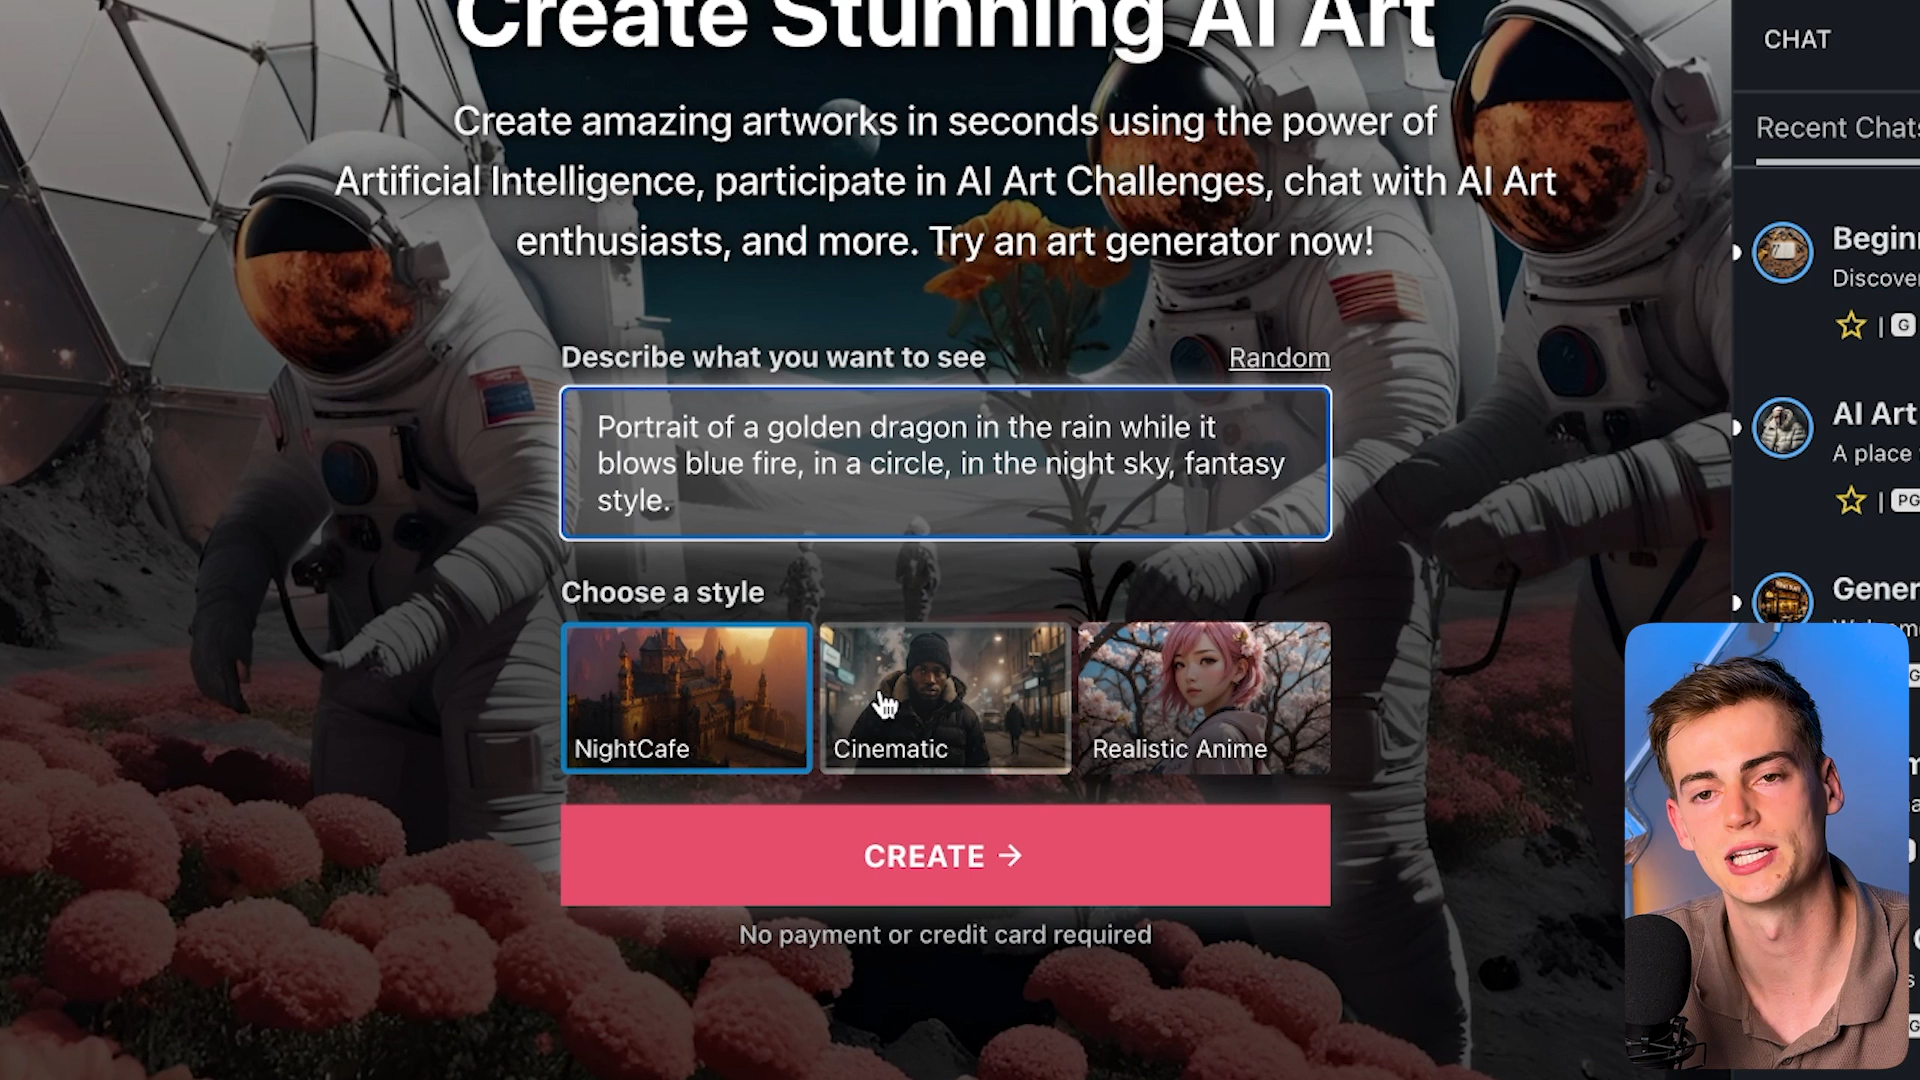 Create Stunning AI Art
Create amazing artworks in seconds using the power of
Artificial Intelligence, participate in AI Art Challenges, chat with AI Art
enthusiasts, and more. Try an art generator now!
Describe what you want to see
Random
Portrait of a golden dragon in the rain while it
blows blue fire, in a circle, in the night sky, fantasy
style.
Choose a style
NightCafe
Cinematic
Realistic Anime
CREATE →
No payment or credit card required
CHAT
Recent Chats
| G
AI Art
A place
| PG